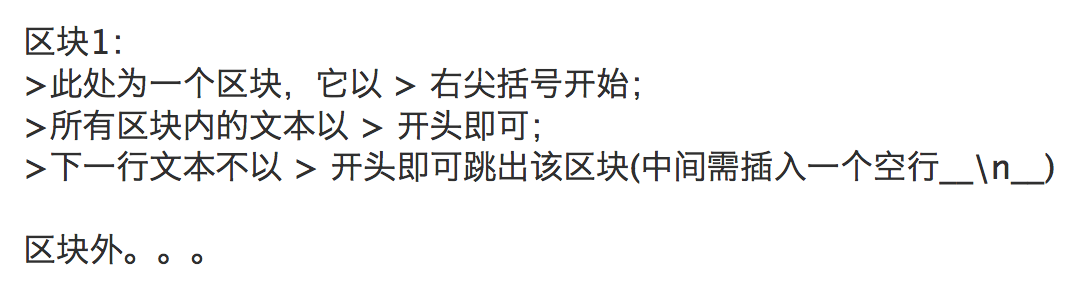 区块1：
>此处为一个区块，它以 > 右尖括号开始；
>所有区块内的文本以 > 开头即可；
>下一行文本不以 > 开头即可跳出该区块(中间需插入一个空行__\n__)
区块外。。。